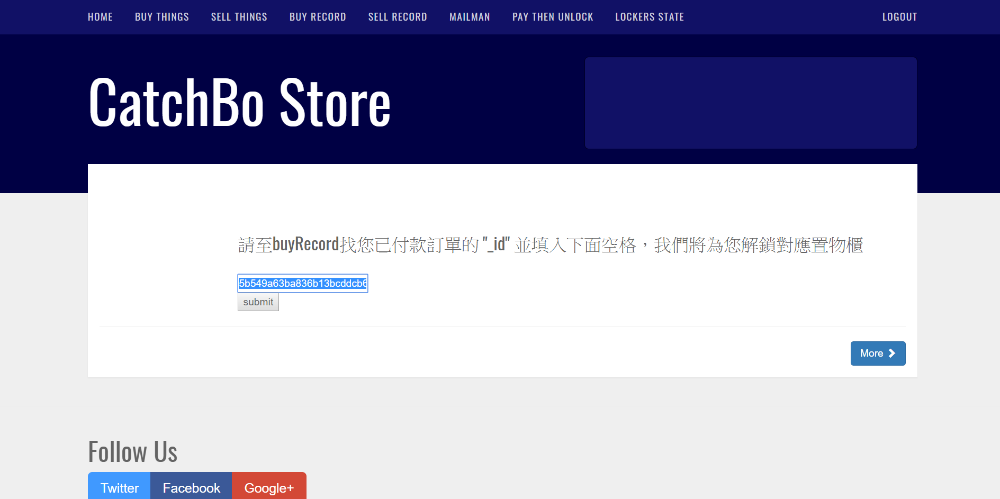 HOME BUY THINGS SELL THINGS BUY RECORD SELL RECORD MAILMAN PAY THEN UNLOCK LOCKERS STATE LOGOUT
CatchBo Store
請至buyRecord找您已付款訂單的 "_id" 並填入下面空格，我們將為您解鎖對應置物櫃
5b549a63ba836b13bcddcb6
submit
More
Follow Us
Twitter Facebook Google+